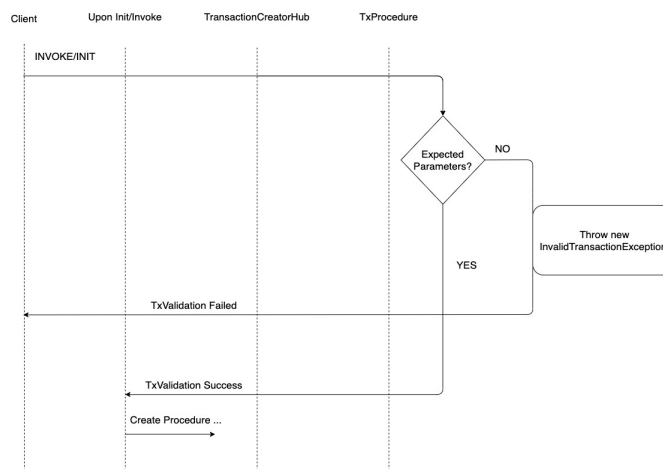 Client
Upon Init/Invoke
TransactionCreatorHub
TxProcedure
INVOKE/INIT
Expected
Parameters?
NO
Throw new
InvalidTransactionException
YES
TxValidation Failed
TxValidation Success
Create Procedure ...